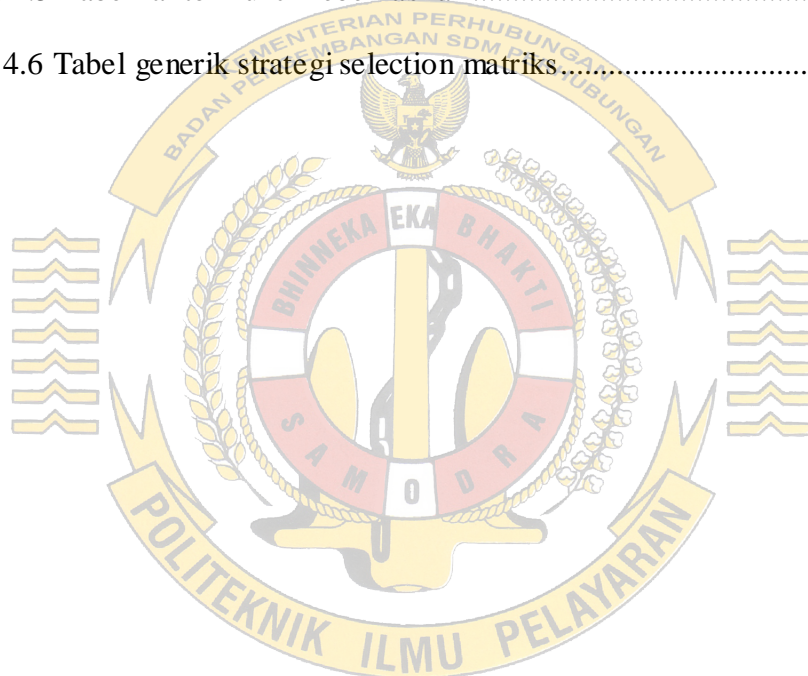 4.6 Tabel generik strategi selection matriks..............................
KEMENTERIAN PERHUBUNGAN
BADAN PENGEMBANGAN SDM PERHUBUNGAN
BHINNEKA EKA BHAKTI
SAMODRA
POLITEKNIK ILMU PELAYARAN